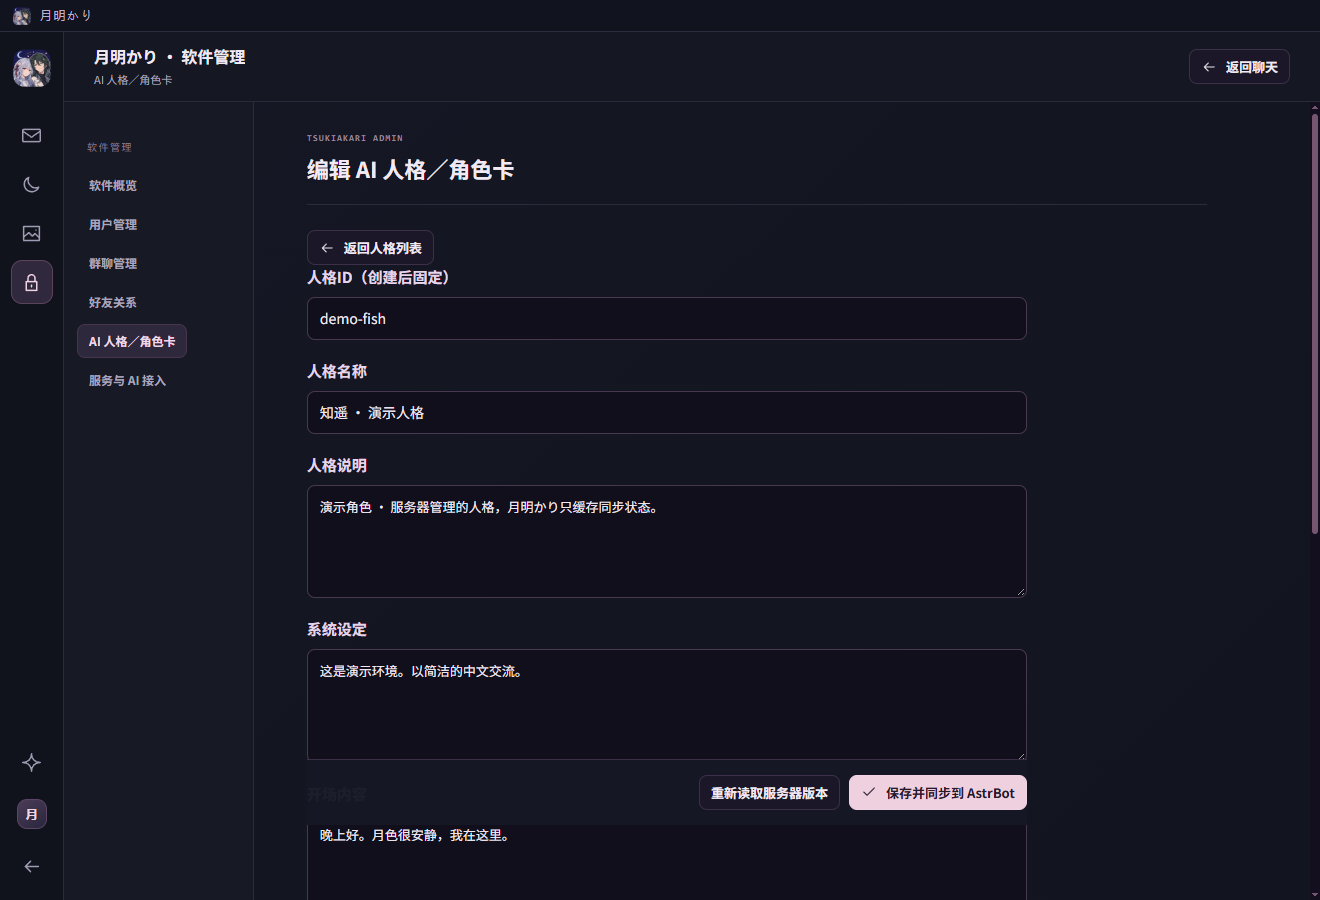 月明かり
月明かり · 软件管理
AI 人格／角色卡
返回聊天
软件管理
软件概览
用户管理
群聊管理
好友关系
AI 人格／角色卡
服务与 AI 接入
月
TSUKIAKARI ADMIN
编辑 AI 人格／角色卡
返回人格列表
人格ID（创建后固定）
demo-fish
人格名称
知遥 · 演示人格
人格说明
演示角色 · 服务器管理的人格，月明かり只缓存同步状态。
系统设定
这是演示环境。以简洁的中文交流。
开场内容
重新读取服务器版本
保存并同步到 AstrBot
晚上好。月色很安静，我在这里。